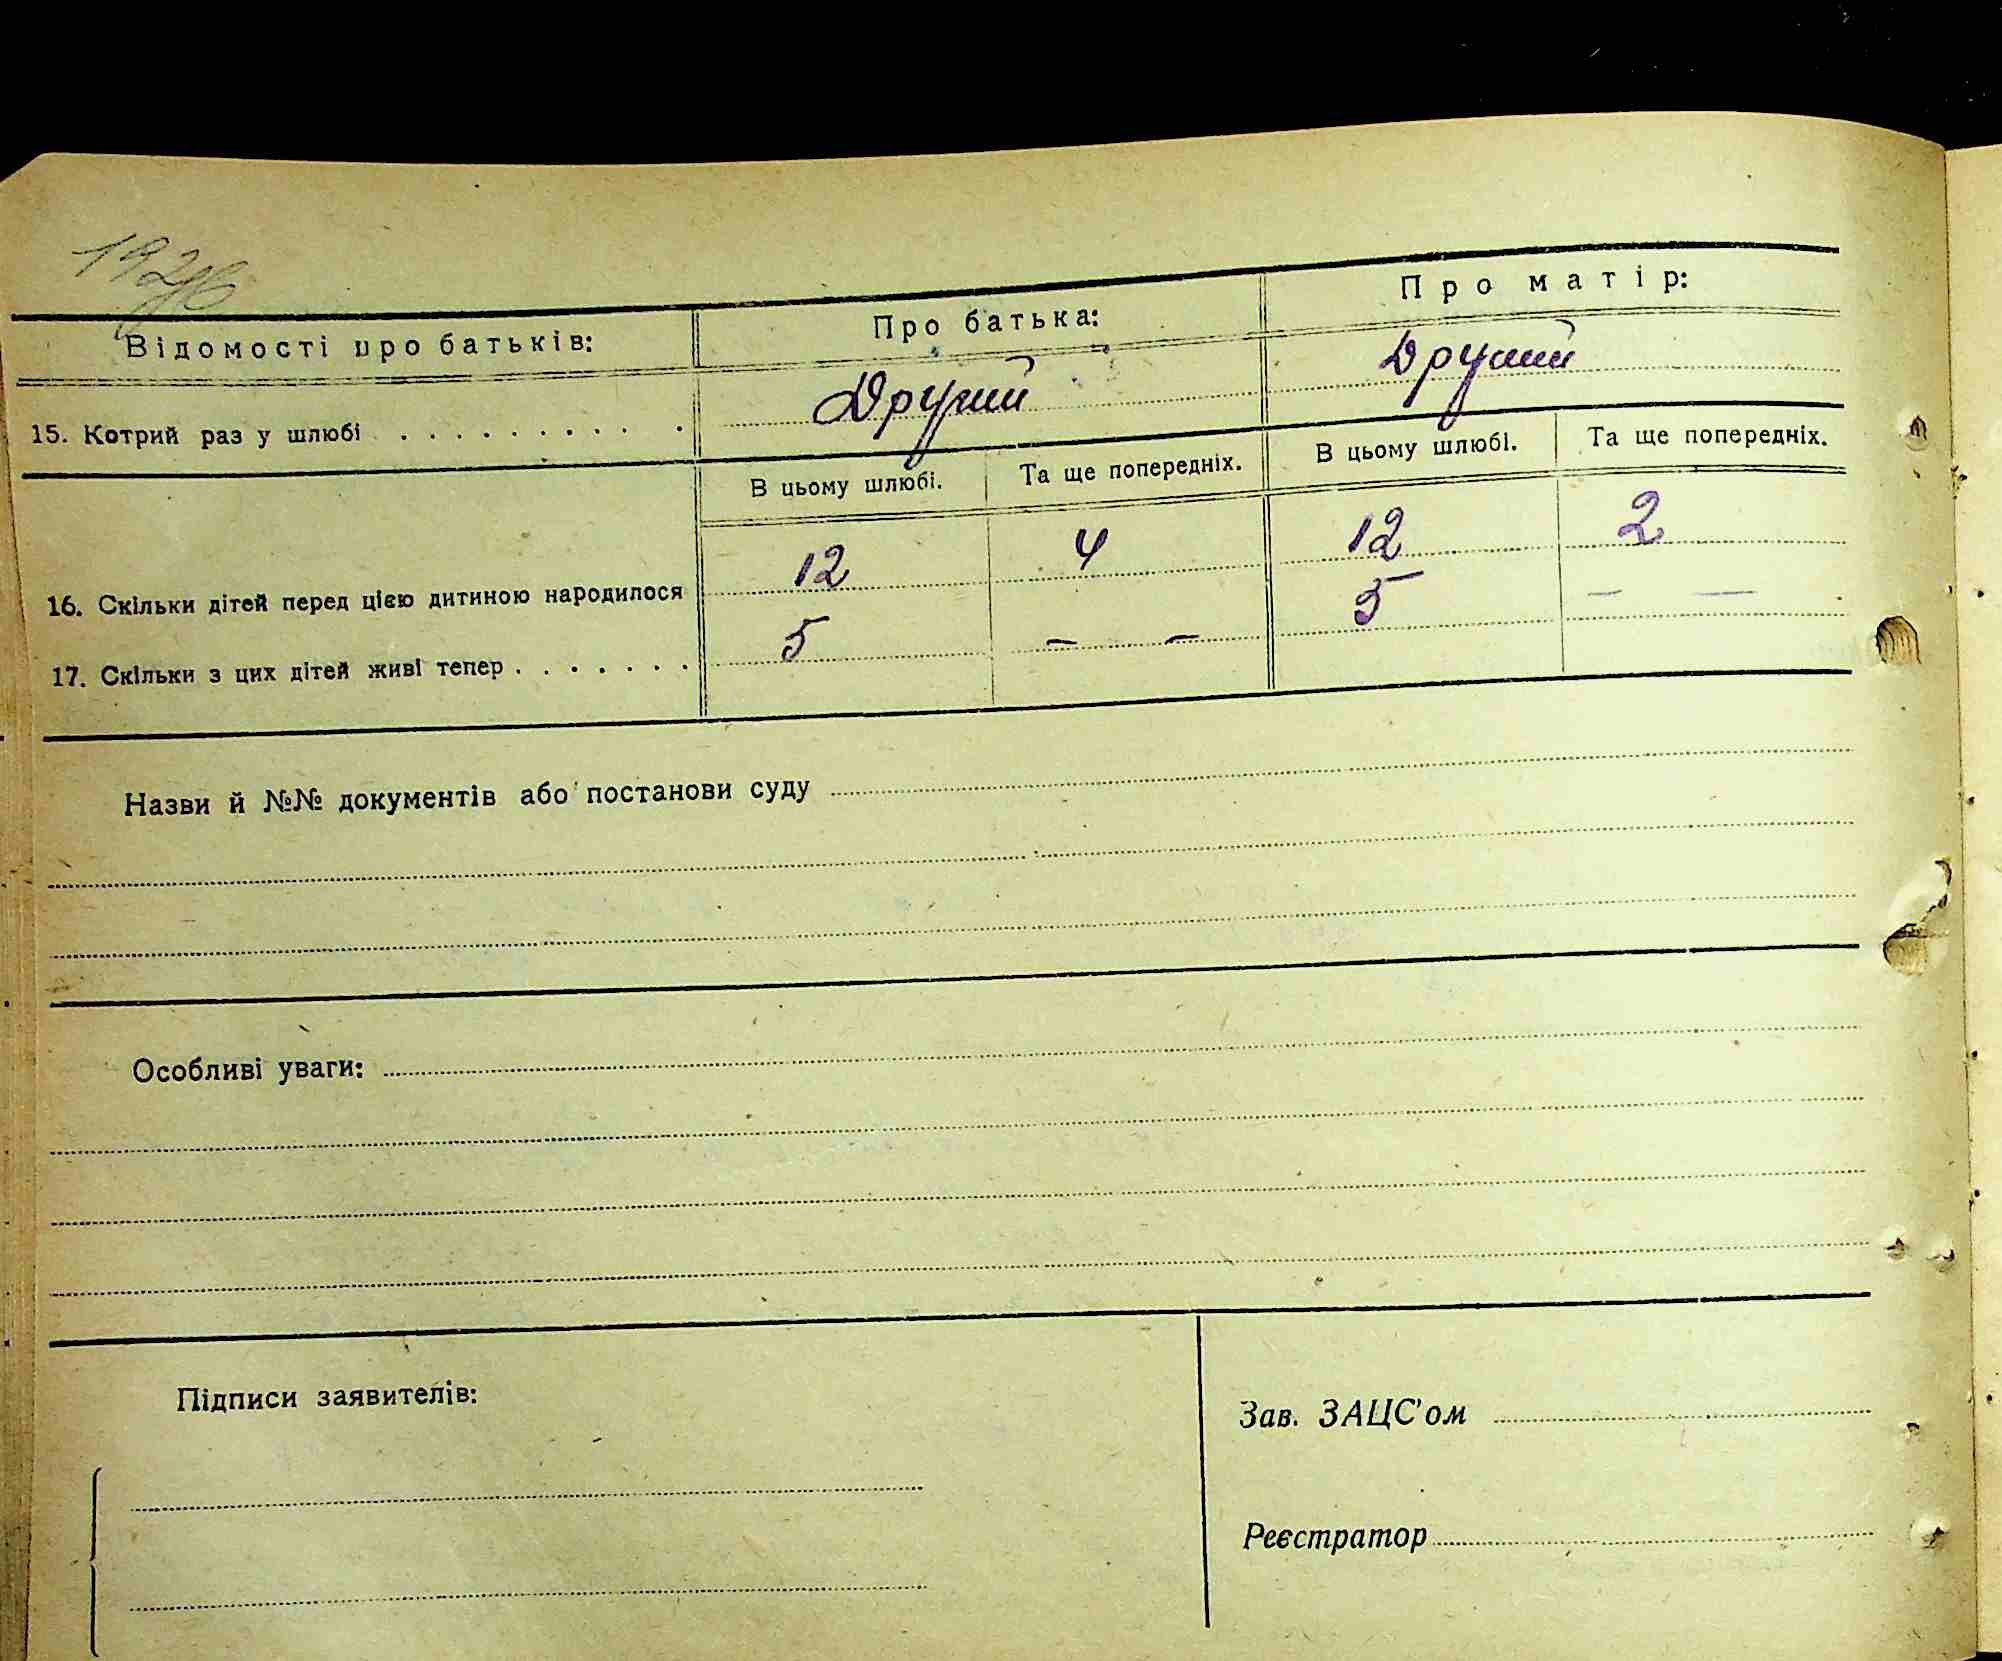 Відомості про батьків:
Про батька:
Про матір:
15. Котрий раз у шлюбі . . . . . . . . . . .
Другий
Другий
В цьому шлюбі.
Та ще попередніх.
В цьому шлюбі.
Та ще попередніх.
16. Скільки дітей перед цією дитиною народилося
12
4
12
2
17. Скільки з цих дітей живі тепер . . . . . . .
5
— —
5
— —
Назви й №№ документів або постанови суду
Особливі уваги:
Підписи заявителів:
Зав. ЗАЦС'ом
Реєстратор